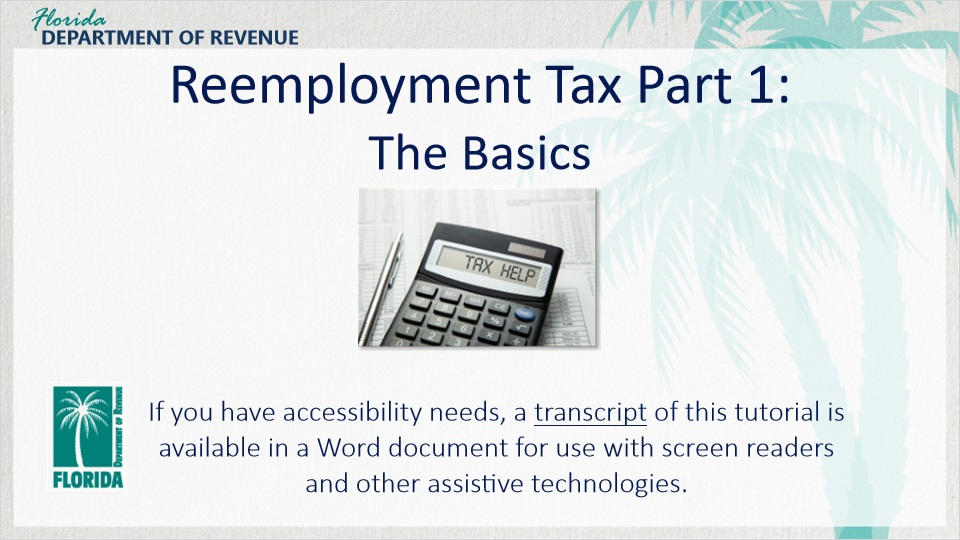 Florida
DEPARTMENT OF REVENUE
Reemployment Tax Part 1:
The Basics
TAX HELP
DEPARTMENT OF REVENUE
FLORIDA
If you have accessibility needs, a transcript of this tutorial is
available in a Word document for use with screen readers
and other assistive technologies.